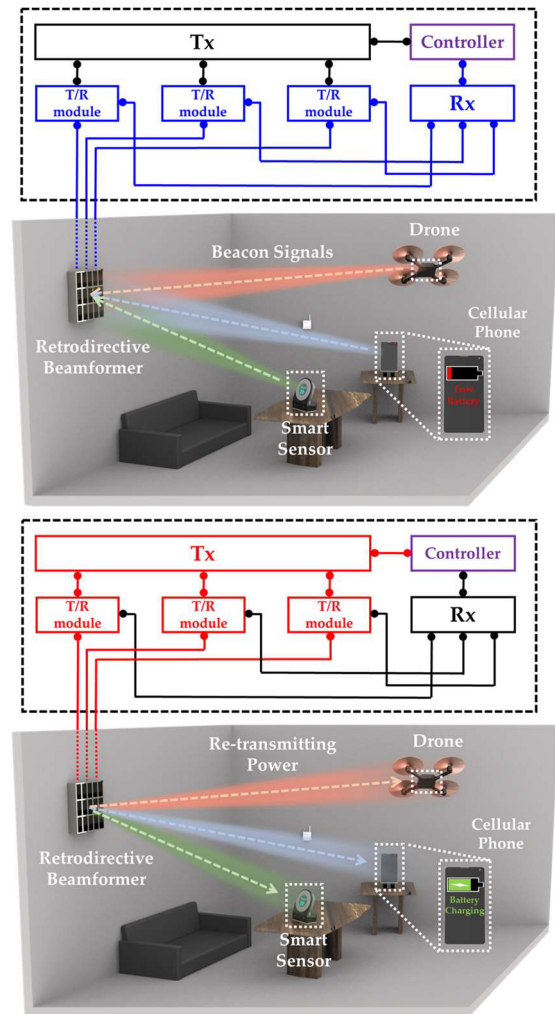 Tx
Controller
T/R
module
T/R
module
T/R
module
Rx
Drone
Beacon Signals
Cellular
Phone
Retrodirective
Beamformer
Low
Battery
Smart
Sensor
Tx
Controller
T/R
module
T/R
module
T/R
module
Rx
Re-transmitting
Power
Drone
Cellular
Phone
Retrodirective
Beamformer
Battery
Charging
Smart
Sensor